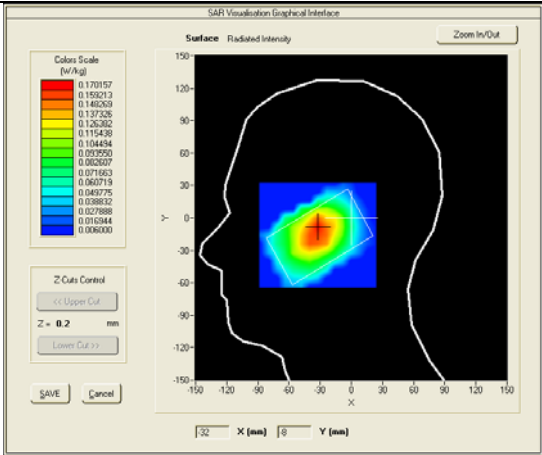 SAR Visualisation Graphical Interface
Surface Radiated Intensity
Zoom In/Out
Colors Scale
(W/kg)
0.170157
0.159213
0.148269
0.137326
0.126382
0.115438
0.104494
0.093550
0.082607
0.071663
0.060719
0.049775
0.038832
0.027888
0.016944
0.006000
Z-Cuts Control
<< Upper Cut
Z = 0.2 mm
Lower Cut >>
SAVE Cancel
150
120
90
60
30
0
-30
-60
-90
-120
-150
Y
-150 -120 -90 -60 -30 0 30 60 90 120 150
X
-32 X (mm) -8 Y (mm)